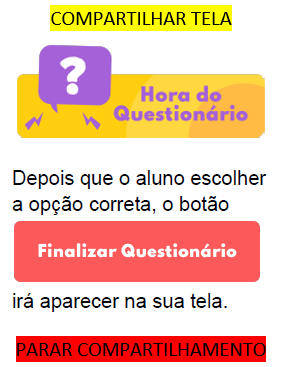 COMPARTILHAR TELA
?
Hora do
Questionário
Depois que o aluno escolher
a opção correta, o botão
Finalizar Questionário
irá aparecer na sua tela.
PARAR COMPARTILHAMENTO